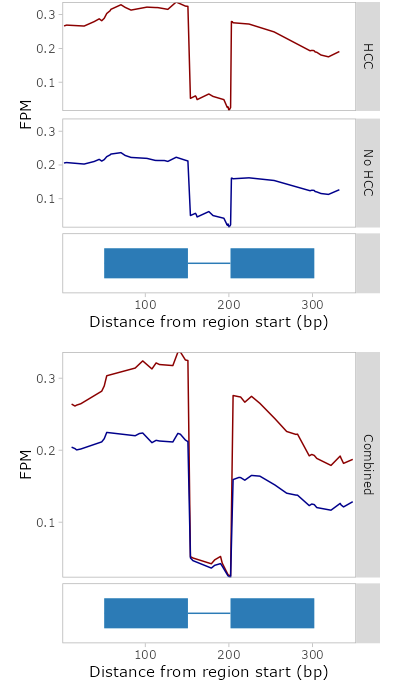 0.3
0.2
0.1
HCC
FPM
0.3
0.2
0.1
No HCC
100 200 300
Distance from region start (bp)
0.3
0.2
0.1
FPM
Combined
100 200 300
Distance from region start (bp)